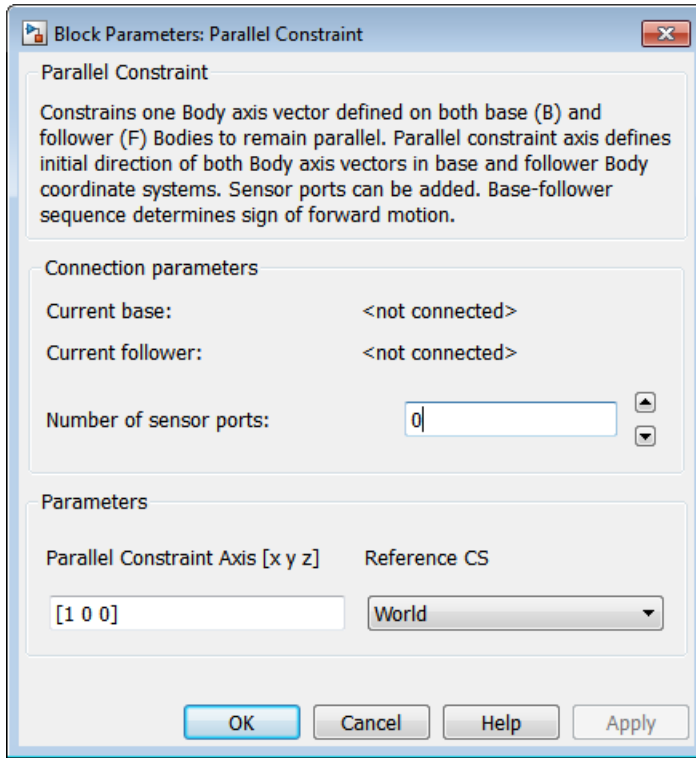 Block Parameters: Parallel Constraint
Parallel Constraint
Constrains one Body axis vector defined on both base (B) and
follower (F) Bodies to remain parallel. Parallel constraint axis defines
initial direction of both Body axis vectors in base and follower Body
coordinate systems. Sensor ports can be added. Base-follower
sequence determines sign of forward motion.
Connection parameters
Current base: <not connected>
Current follower: <not connected>
Number of sensor ports: 0
Parameters
Parallel Constraint Axis [x y z] Reference CS
[1 0 0] World
OK Cancel Help Apply